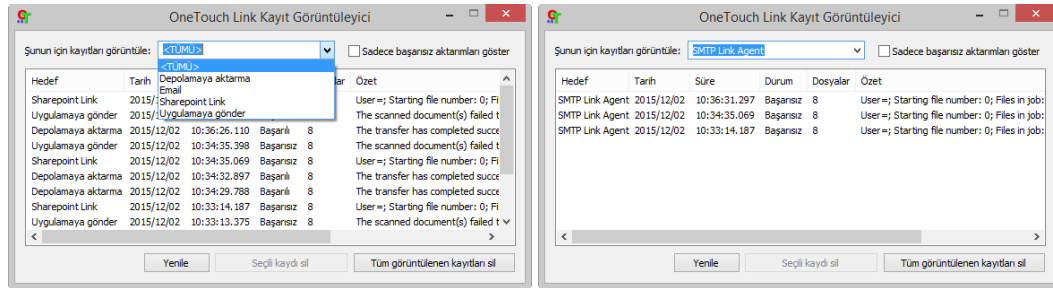 OneTouch Link Kayıt Görüntüleyici
Şunun için kayıtları görüntüle: <TÜMÜ> Sadece başarısız aktarımları göster
<TÜMÜ>
Depolamaya aktarma
Email
Sharepoint Link
Uygulamaya gönder
Hedef Tarih ar Özet
Sharepoint Link 2015/ User=; Starting file number: 0; Fi
Uygulamaya gönder 2015/ The scanned document(s) failed t
Depolamaya aktarma 2015/12/02 10:36:26.110 Başarılı 8 The transfer has completed succe
Uygulamaya gönder 2015/12/02 10:34:35.398 Başarısız 8 The scanned document(s) failed t
Sharepoint Link 2015/12/02 10:34:35.069 Başarısız 8 User=; Starting file number: 0; Fi
Depolamaya aktarma 2015/12/02 10:34:32.897 Başarılı 8 The transfer has completed succe
Depolamaya aktarma 2015/12/02 10:34:29.788 Başarılı 8 The transfer has completed succe
Sharepoint Link 2015/12/02 10:33:14.187 Başarısız 8 User=; Starting file number: 0; Fi
Uygulamaya gönder 2015/12/02 10:33:13.375 Başarısız 8 The scanned document(s) failed t
Yenile Seçili kaydı sil Tüm görüntülenen kayıtları sil
OneTouch Link Kayıt Görüntüleyici
Şunun için kayıtları görüntüle: SMTP Link Agent Sadece başarısız aktarımları göster
Hedef Tarih Süre Durum Dosyalar Özet
SMTP Link Agent 2015/12/02 10:36:31.297 Başarısız 8 User=; Starting file number: 0; Files in job:
SMTP Link Agent 2015/12/02 10:34:35.069 Başarısız 8 User=; Starting file number: 0; Files in job:
SMTP Link Agent 2015/12/02 10:33:14.187 Başarısız 8 User=; Starting file number: 0; Files in job:
Yenile Seçili kaydı sil Tüm görüntülenen kayıtları sil